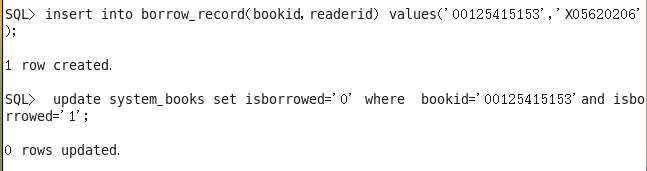 SQL> insert into borrow_record(bookid,readerid) values('00125415153','X05620206'
);
1 row created.
SQL>  update system_books set isborrowed='0' where  bookid='00125415153'and isbo
rrowed='1';
0 rows updated.